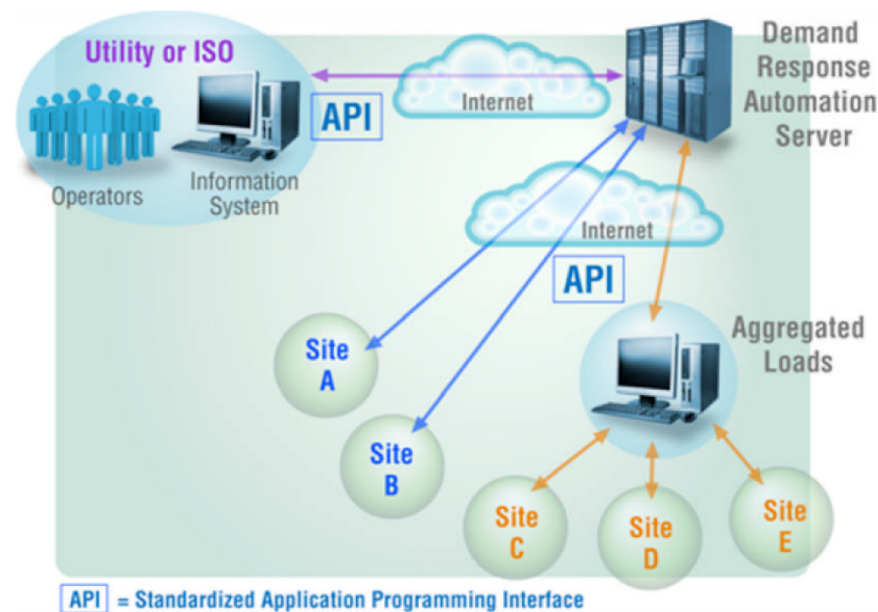 Utility or ISO
Operators
Information
System
API
Internet
Demand
Response
Automation
Server
Internet
API
Site
A
Site
B
Aggregated
Loads
Site
C
Site
D
Site
E
API = Standardized Application Programming Interface